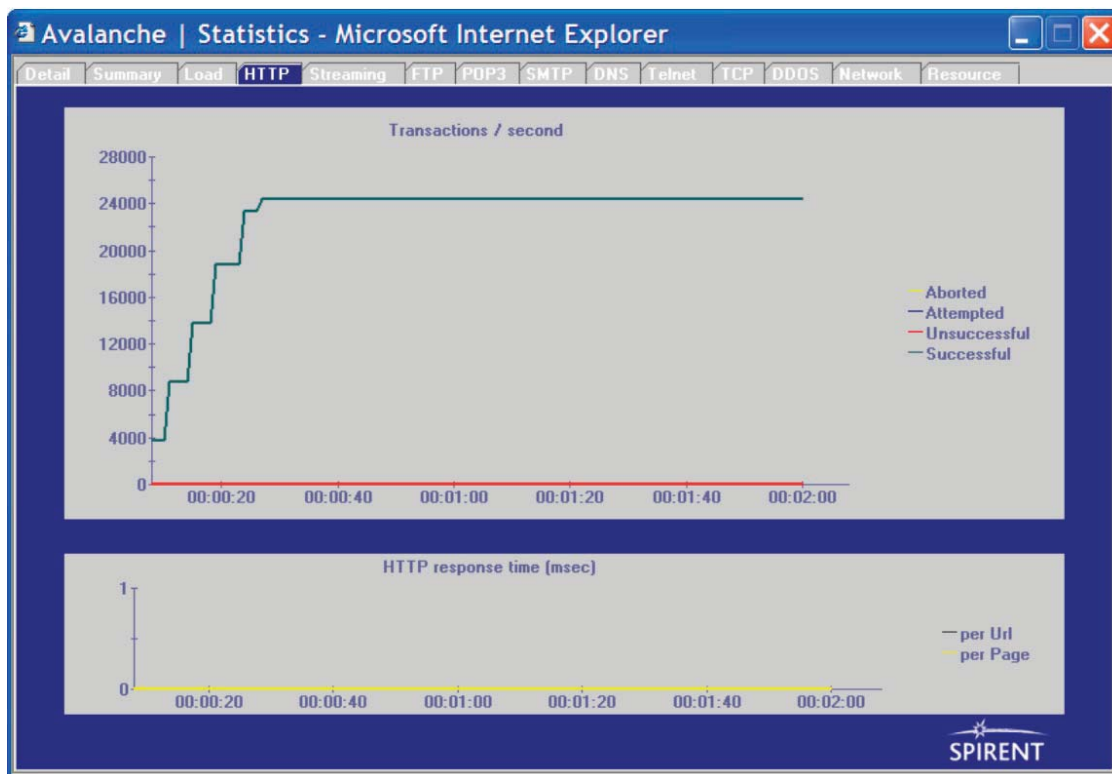 Avalanche | Statistics - Microsoft Internet Explorer
Detail Summary Load HTTP Streaming FTP POP3 SMTP DNS Telnet TCP DDOS Network Resource
Transactions / second
28000
24000
20000
16000
12000
8000
4000
0
00:00:20 00:00:40 00:01:00 00:01:20 00:01:40 00:02:00
Aborted
Attempted
Unsuccessful
Successful
HTTP response time (msec)
1
0
00:00:20 00:00:40 00:01:00 00:01:20 00:01:40 00:02:00
per Url
per Page
SPIRENT